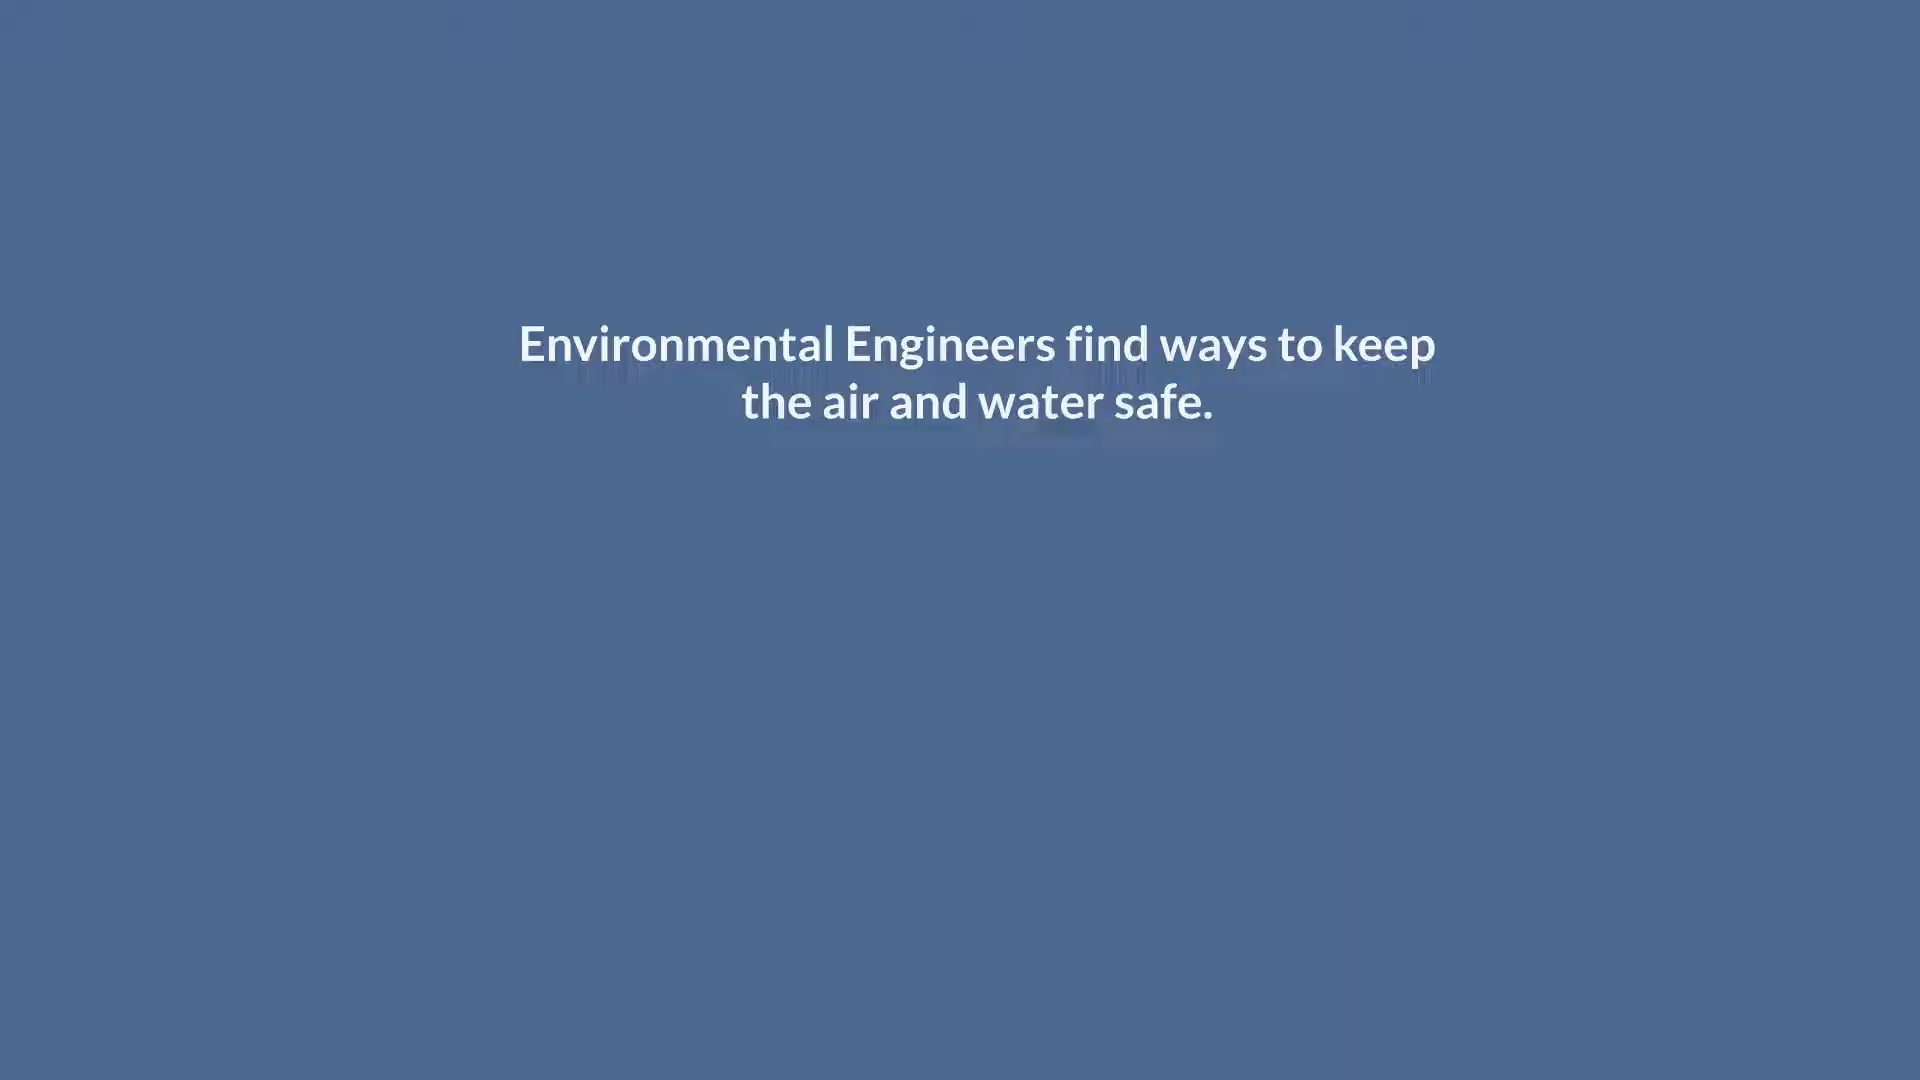 Environmental Engineers find ways to keep
the air and water safe.